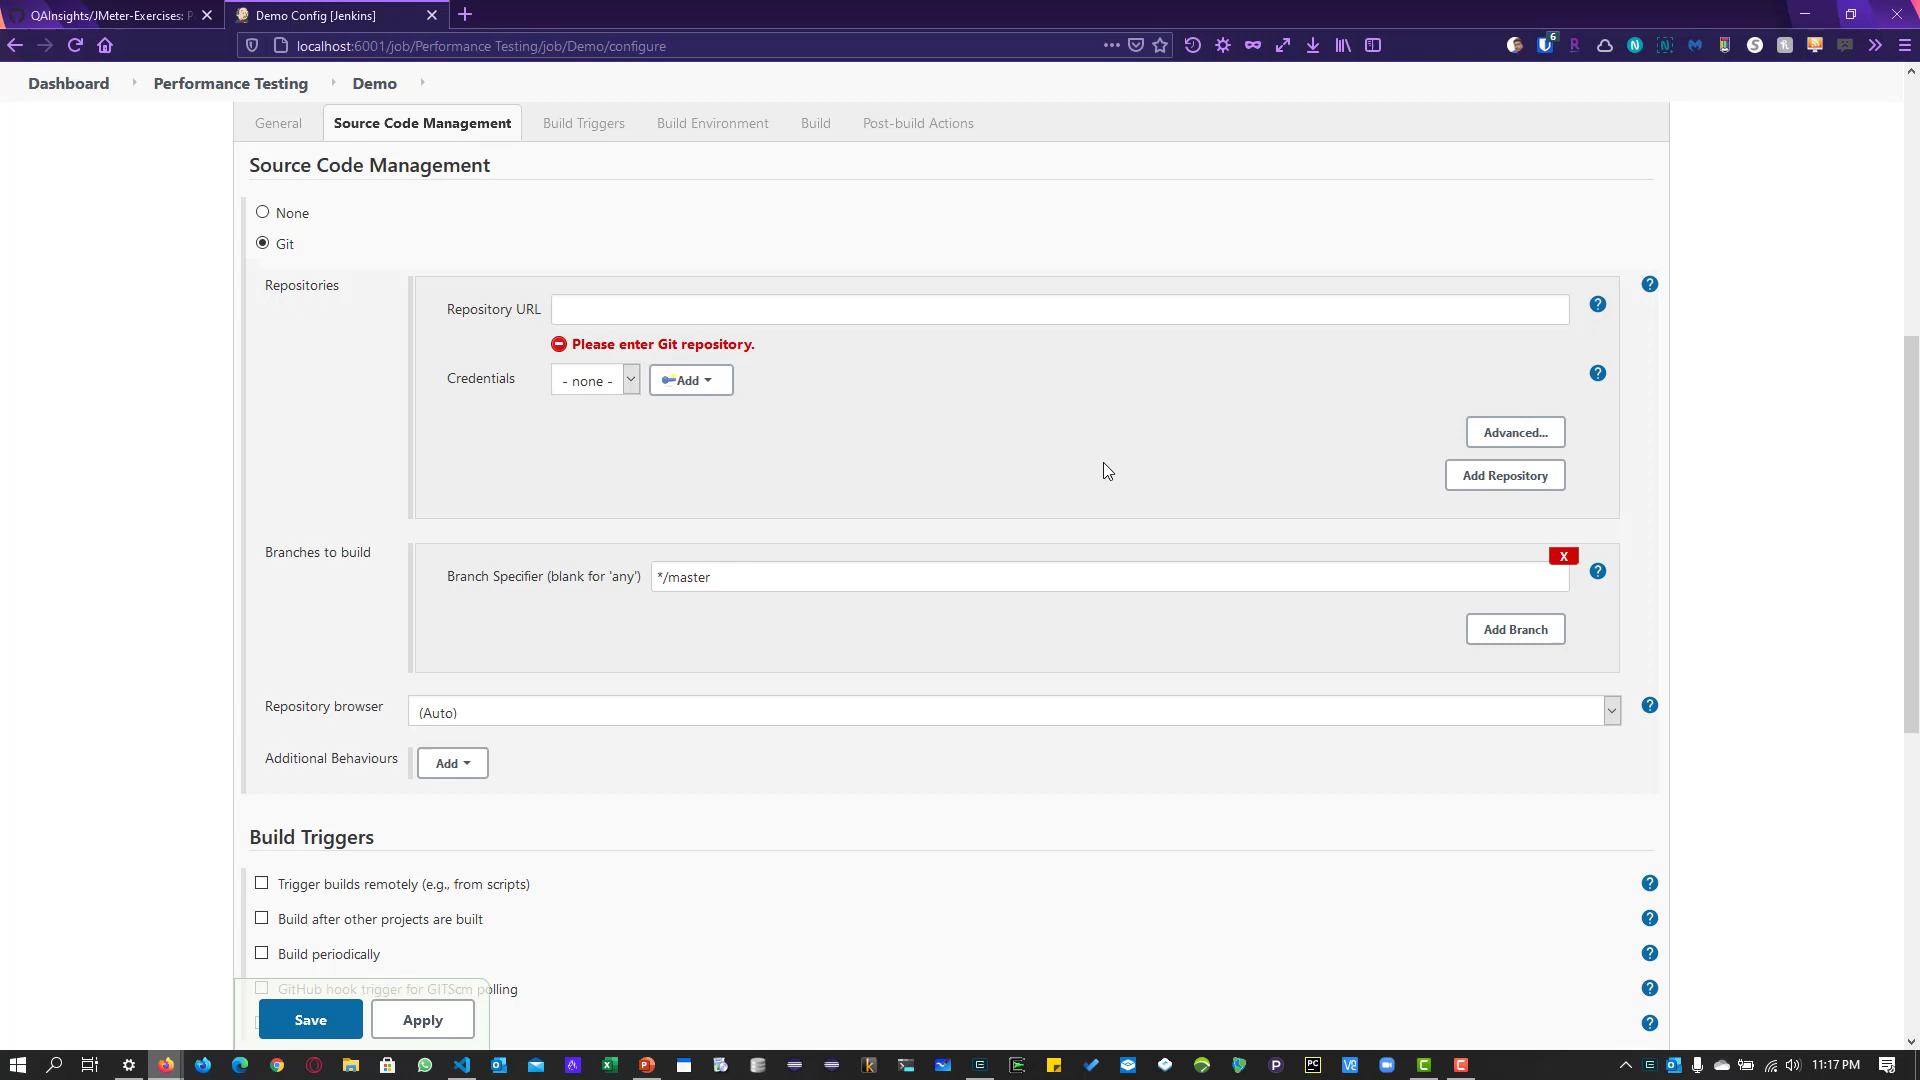 QAInsights/JMeter-Exercises: P
Demo Config [Jenkins]
localhost:6001/job/Performance Testing/job/Demo/configure
6
Dashboard
Performance Testing
Demo
General
Source Code Management
Build Triggers
Build Environment
Build
Post-build Actions
Source Code Management
None
Git
Repositories
Repository URL
Please enter Git repository.
Credentials
- none -
Add
Advanced...
Add Repository
Branches to build
X
Branch Specifier (blank for 'any')
*/master
Add Branch
Repository browser
(Auto)
Additional Behaviours
Add
Build Triggers
Trigger builds remotely (e.g., from scripts)
Build after other projects are built
Build periodically
GitHub hook trigger for GITScm polling
Save
Apply
11:17 PM